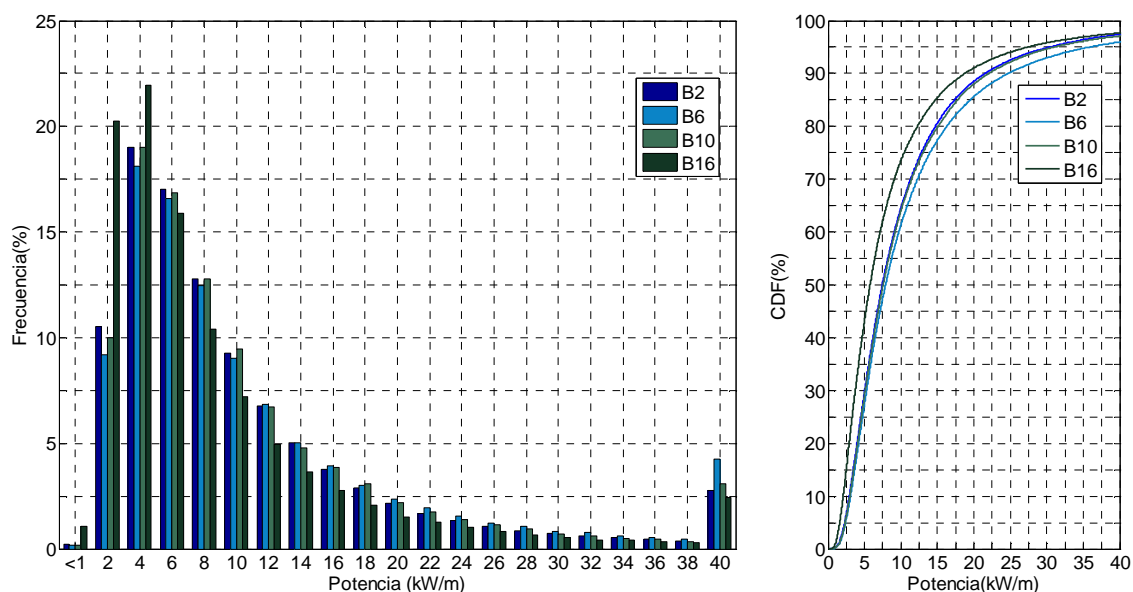 25
20
15
10
5
0
Frecuencia(%)
<1 2 4 6 8 10 12 14 16 18 20 22 24 26 28 30 32 34 36 38 40
Potencia (kW/m)
B2
B6
B10
B16
100
90
80
70
60
50
40
30
20
10
0
CDF(%)
0 5 10 15 20 25 30 35 40
Potencia(kW/m)
B2
B6
B10
B16